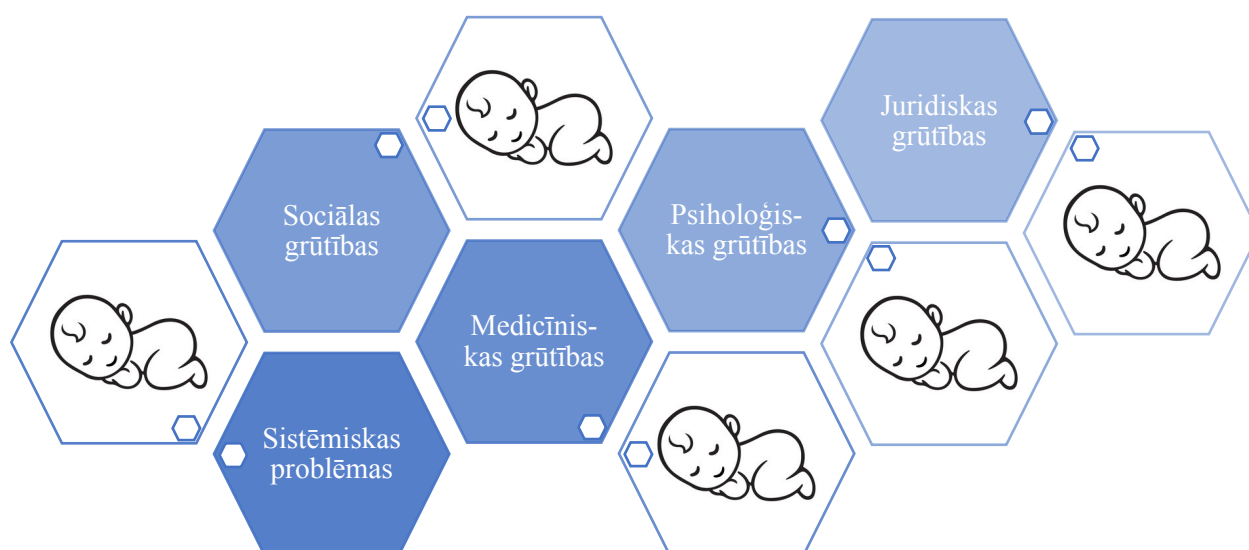 Juridiskas
grūtības
Sociālas
grūtības
Psiholoģis-
kas grūtības
Medicīnis-
kas grūtības
Sistēmiskas
problēmas